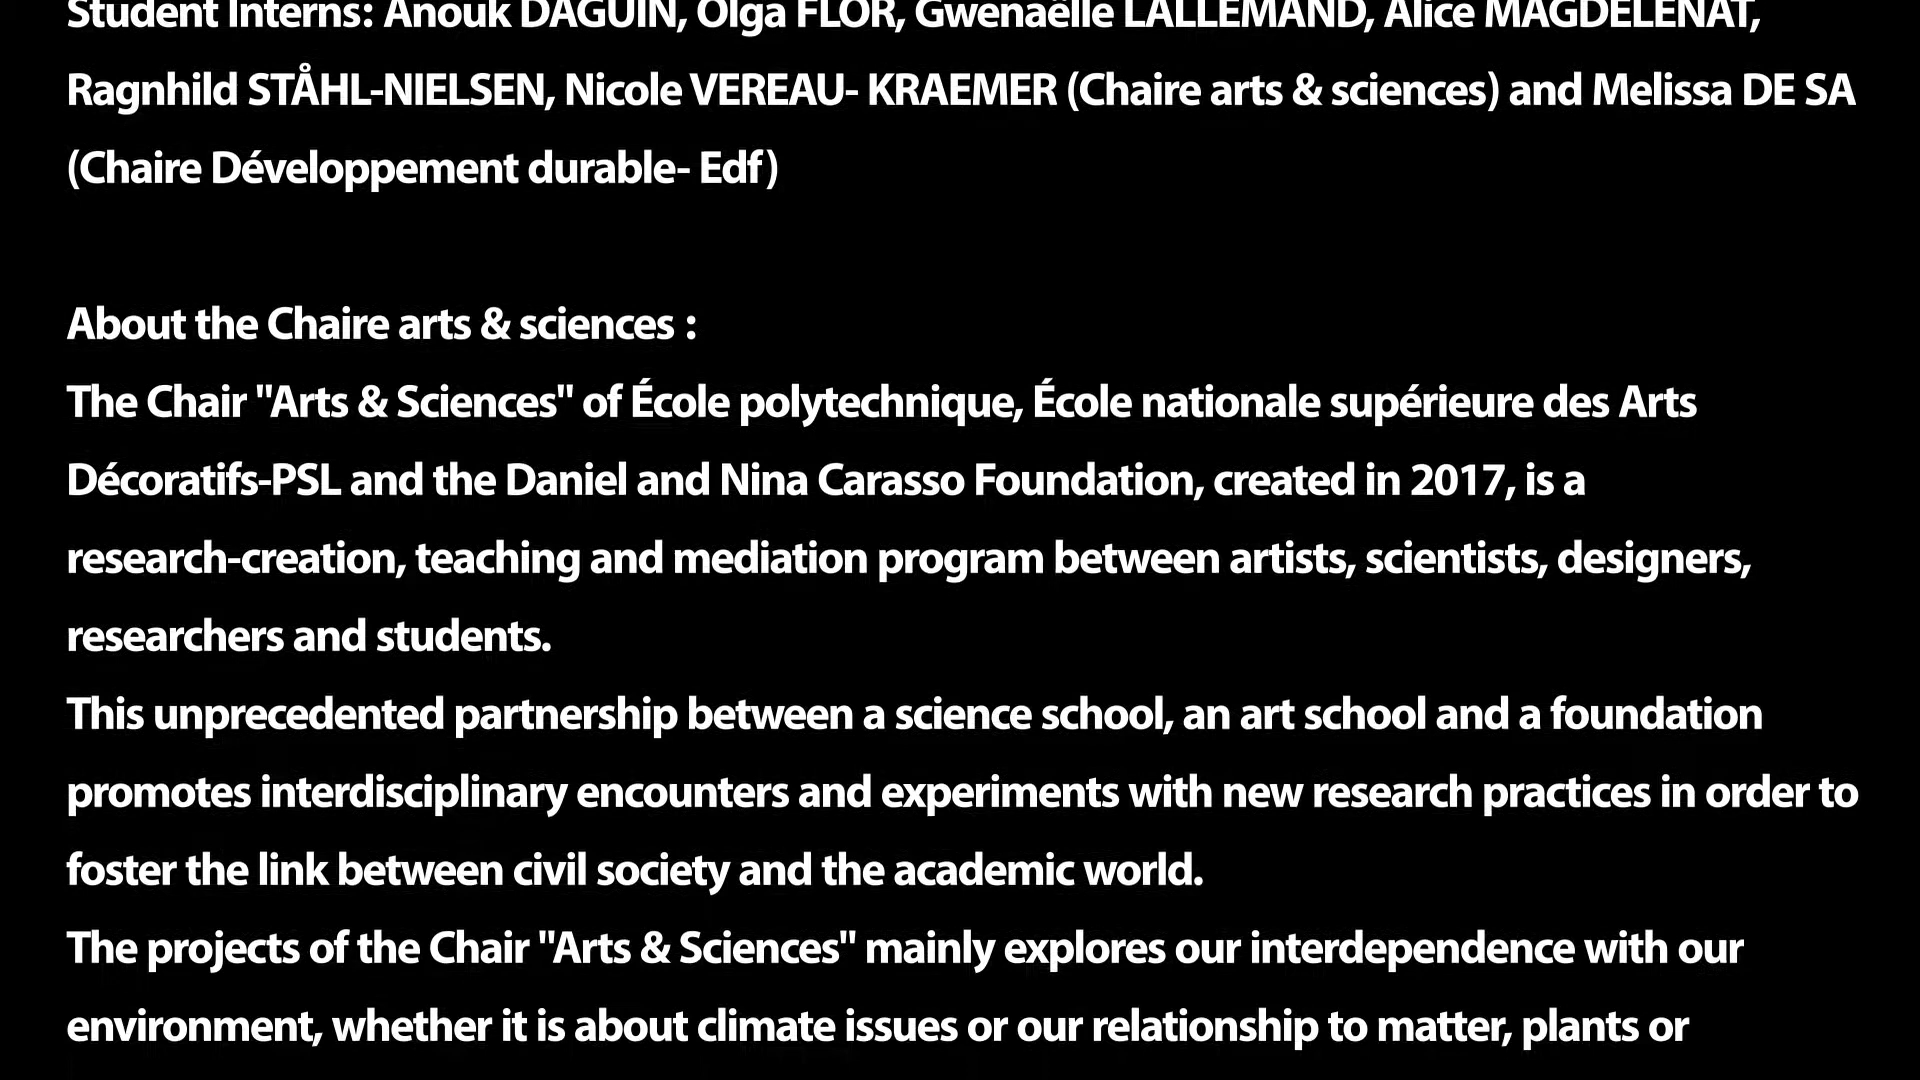 Student Interns: Anouk DAGUIN, Olga FLOR, Gwenaëlle LALLEMAND, Alice MAGDELENAT,
Ragnhild STÅHL-NIELSEN, Nicole VEREAU- KRAEMER (Chaire arts & sciences) and Melissa DE SA
(Chaire Développement durable- Edf)
About the Chaire arts & sciences :
The Chair "Arts & Sciences" of École polytechnique, École nationale supérieure des Arts
Décoratifs-PSL and the Daniel and Nina Carasso Foundation, created in 2017, is a
research-creation, teaching and mediation program between artists, scientists, designers,
researchers and students.
This unprecedented partnership between a science school, an art school and a foundation
promotes interdisciplinary encounters and experiments with new research practices in order to
foster the link between civil society and the academic world.
The projects of the Chair "Arts & Sciences" mainly explores our interdependence with our
environment, whether it is about climate issues or our relationship to matter, plants or